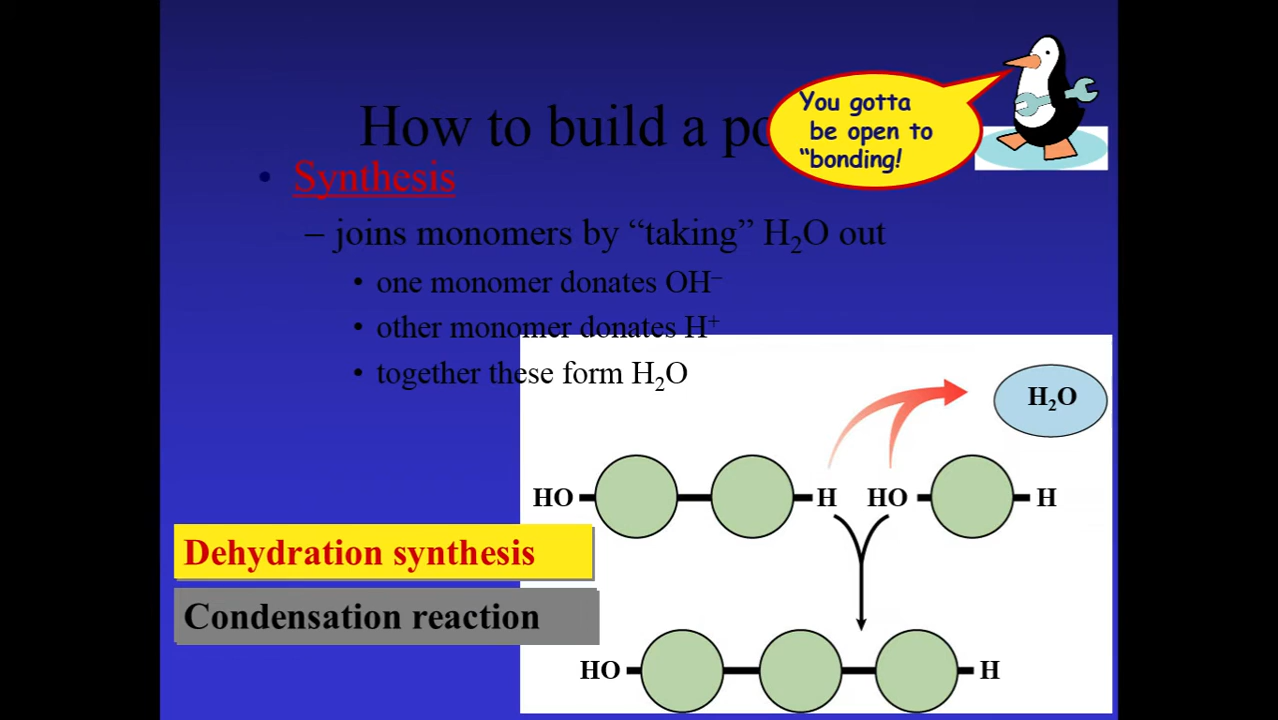 How to build a po
You gotta
be open to
“bonding!
• Synthesis
– joins monomers by “taking” H₂O out
• one monomer donates OH⁻
• other monomer donates H⁺
• together these form H₂O
H₂O
HO H HO H
Dehydration synthesis
Condensation reaction
HO H